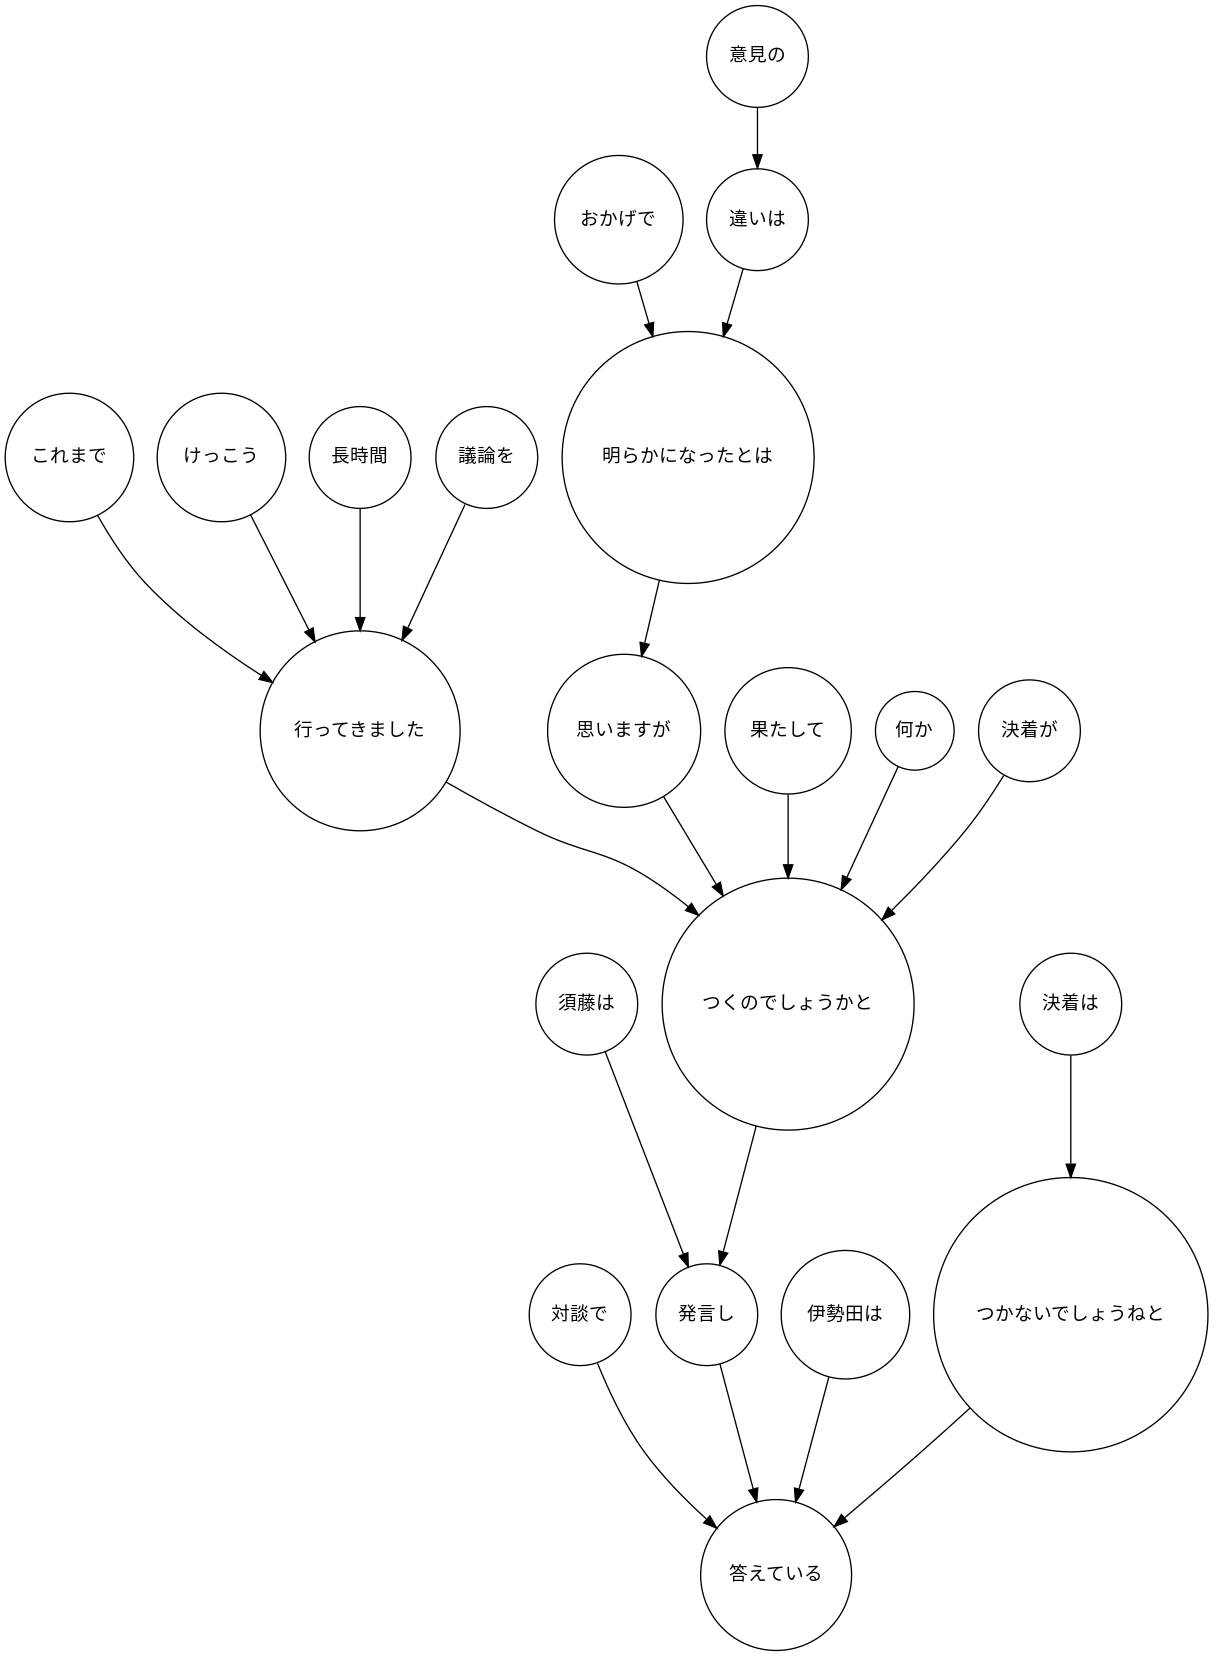 意見の
おかげで
違いは
これまで
けっこう
長時間
議論を
明らかになったとは
行ってきました
思いますが
果たして
何か
決着が
須藤は
つくのでしょうかと
決着は
対談で
発言し
伊勢田は
つかないでしょうねと
答えている